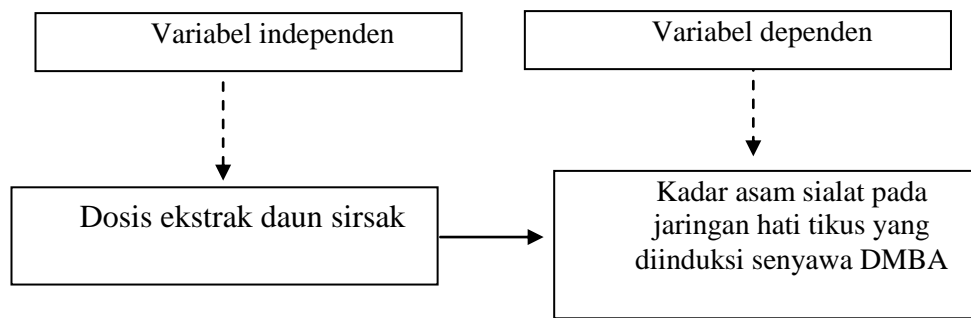 Variabel independen
Variabel dependen
Dosis ekstrak daun sirsak
Kadar asam sialat pada
jaringan hati tikus yang
diinduksi senyawa DMBA